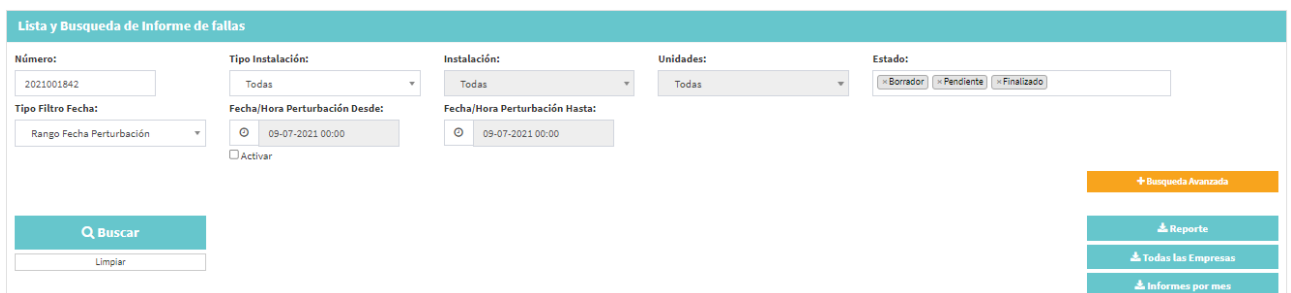 Lista y Busqueda de Informe de fallas
Número: Tipo Instalación: Instalación: Unidades: Estado:
2021001842 Todas Todas Todas ×Borrador ×Pendiente ×Finalizado
Tipo Filtro Fecha: Fecha/Hora Perturbación Desde: Fecha/Hora Perturbación Hasta:
Rango Fecha Perturbación 09-07-2021 00:00 09-07-2021 00:00
Activar
+ Busqueda Avanzada
Buscar Reporte
Limpiar Todas las Empresas
Informes por mes